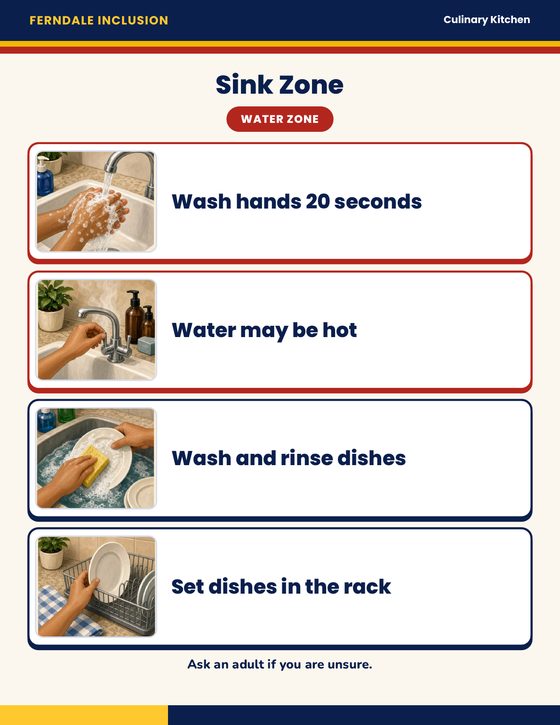 FERNDALE INCLUSION
Culinary Kitchen
Sink Zone
WATER ZONE
Wash hands 20 seconds
Water may be hot
Wash and rinse dishes
Set dishes in the rack
Ask an adult if you are unsure.